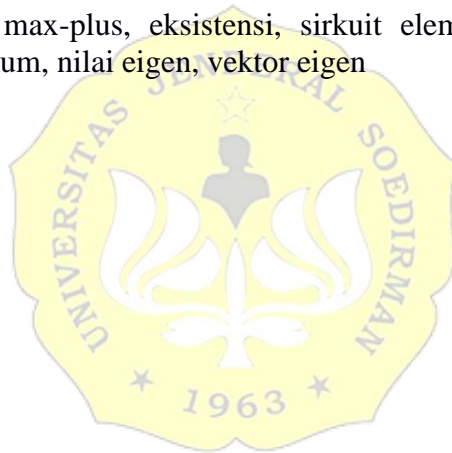 max-plus, eksistensi, sirkuit elem
um, nilai eigen, vektor eigen
UNIVERSITAS JENDERAL SOEDIRMAN
1963